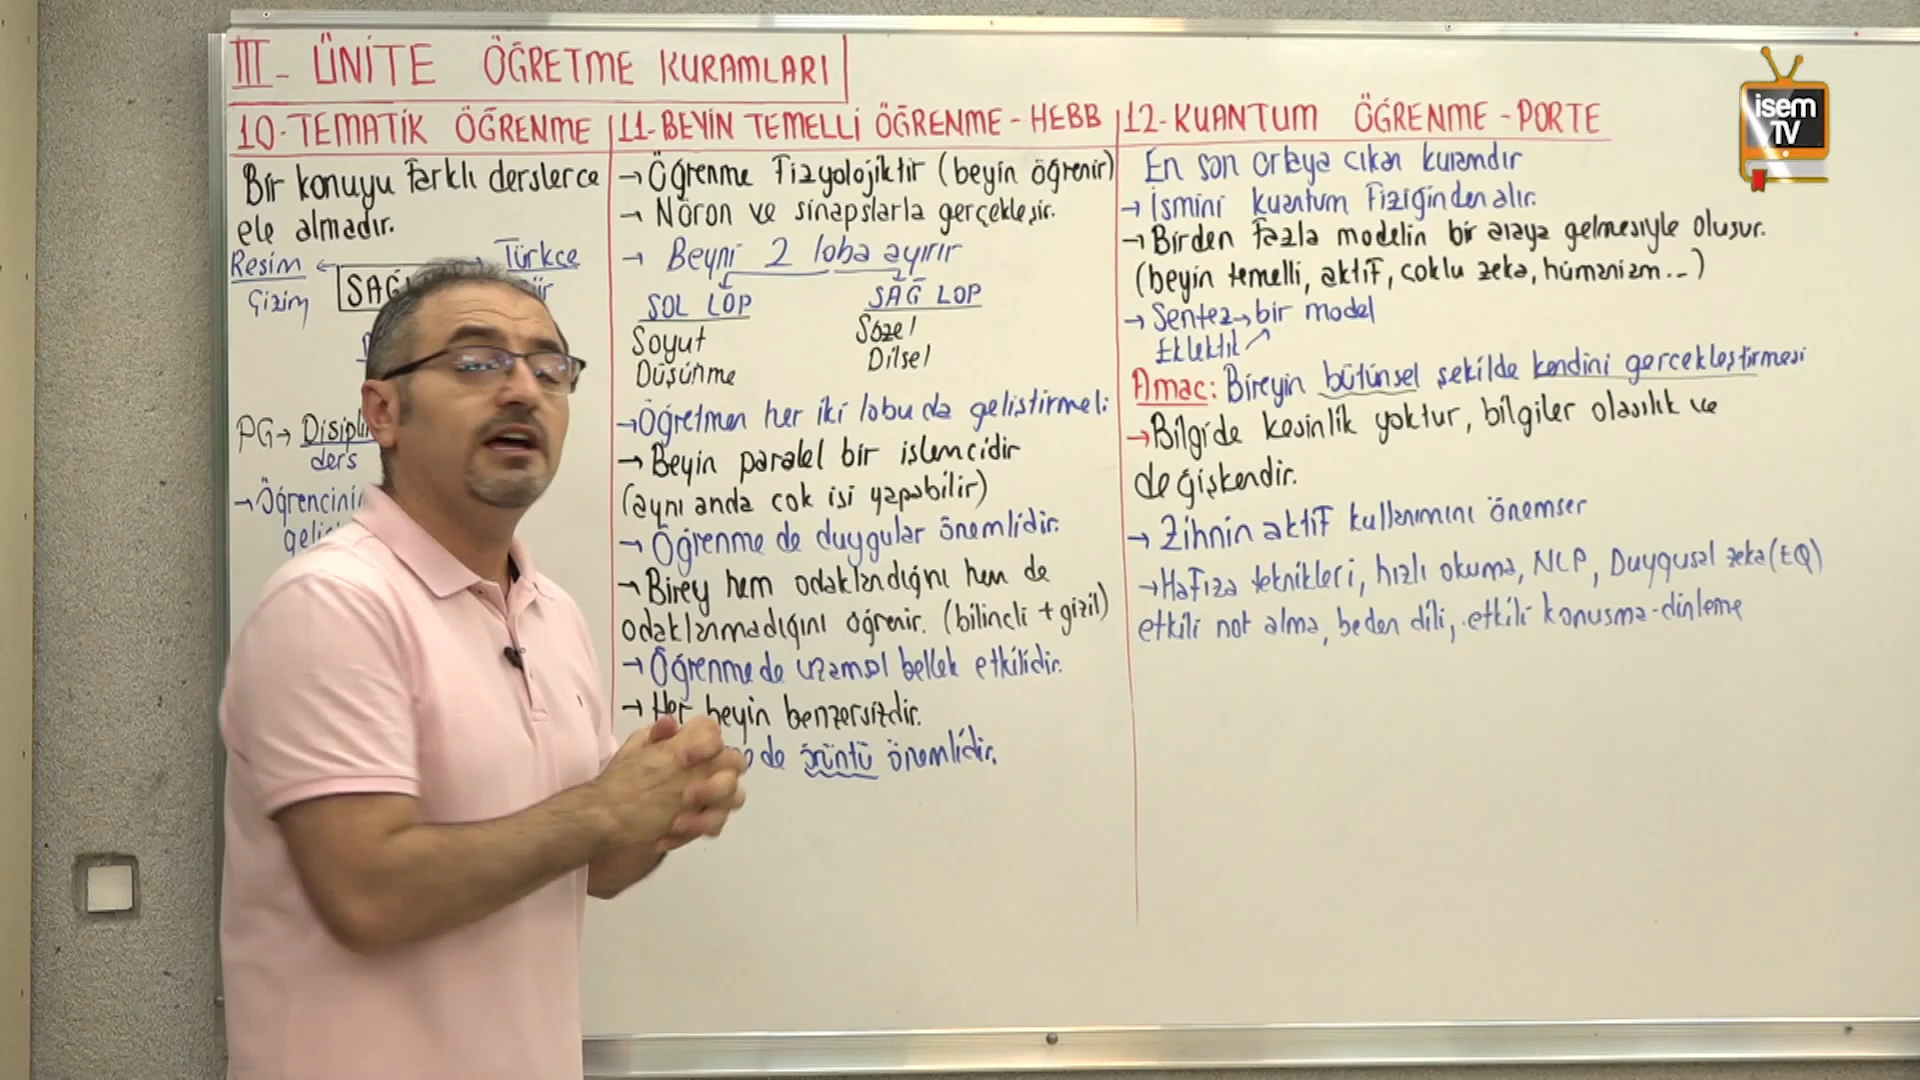 III- ÜNİTE ÖĞRETME KURAMLARI
10-TEMATİK ÖĞRENME
Bir konuyu farklı derslerce
ele almadır.
Resim ← → Türkçe
Çizim
PG→
ders
→
11-BEYİN TEMELLİ ÖĞRENME - HEBB
→ Öğrenme Fizyolojiktir (beyin öğrenir)
→ Nöron ve sinapslarla gerçekleşir.
→ Beyni 2 loba ayırır
SOL LOP SAĞ LOP
Soyut Sözel
Düşünme Dilsel
→Öğretmen her iki lobu da geliştirmeli
→ Beyin paralel bir işlemcidir
(aynı anda çok işi yapabilir)
→ Öğrenme de duygular önemlidir.
→ Birey hem odaklandığını hem de
odaklanmadığını öğrenir. (bilinçli + gizil)
→ Öğrenme de uzamsal bellek etkilidir.
→ Her beyin benzersizdir.
de örüntü önemlidir.
12-KUANTUM ÖĞRENME - PORTE
En son ortaya çıkan kuramdır
→ İsmini kuantum fiziğinden alır.
→ Birden fazla modelin bir araya gelmesiyle oluşur.
(beyin temelli, aktif, çoklu zeka, hümanizm...)
→ Sentez→bir model
Eklektik
Amaç: Bireyin bütünsel şekilde kendini gerçekleştirmesi
→Bilgide kesinlik yoktur, bilgiler olasılık ve
değişkendir.
→ Zihnin aktif kullanımını önemser
→Hafıza teknikleri, hızlı okuma, NLP, Duygusal zeka(EQ)
etkili not alma, beden dili, etkili konuşma-dinleme
isem
TV